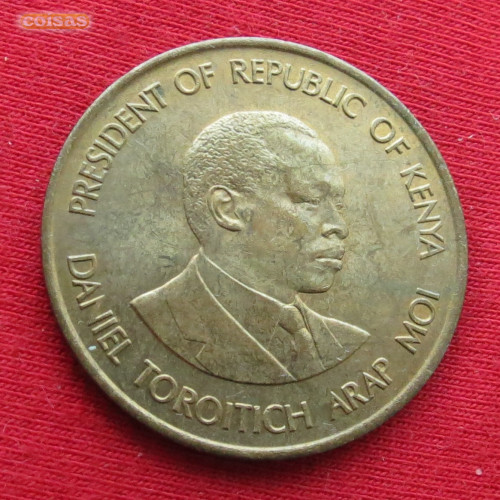 coisas
PRESIDENT OF REPUBLIC OF KENYA
DANIEL TOROITICH ARAP MOI